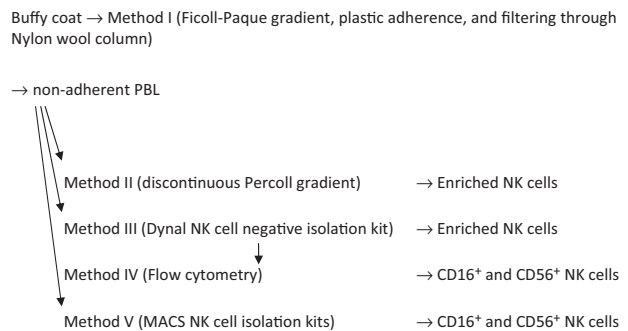 Buffy coat → Method I (Ficoll-Paque gradient, plastic adherence, and filtering through
Nylon wool column)
→ non-adherent PBL
Method II (discontinuous Percoll gradient) → Enriched NK cells
Method III (Dynal NK cell negative isolation kit) → Enriched NK cells
Method IV (Flow cytometry) → CD16⁺ and CD56⁺ NK cells
Method V (MACS NK cell isolation kits) → CD16⁺ and CD56⁺ NK cells